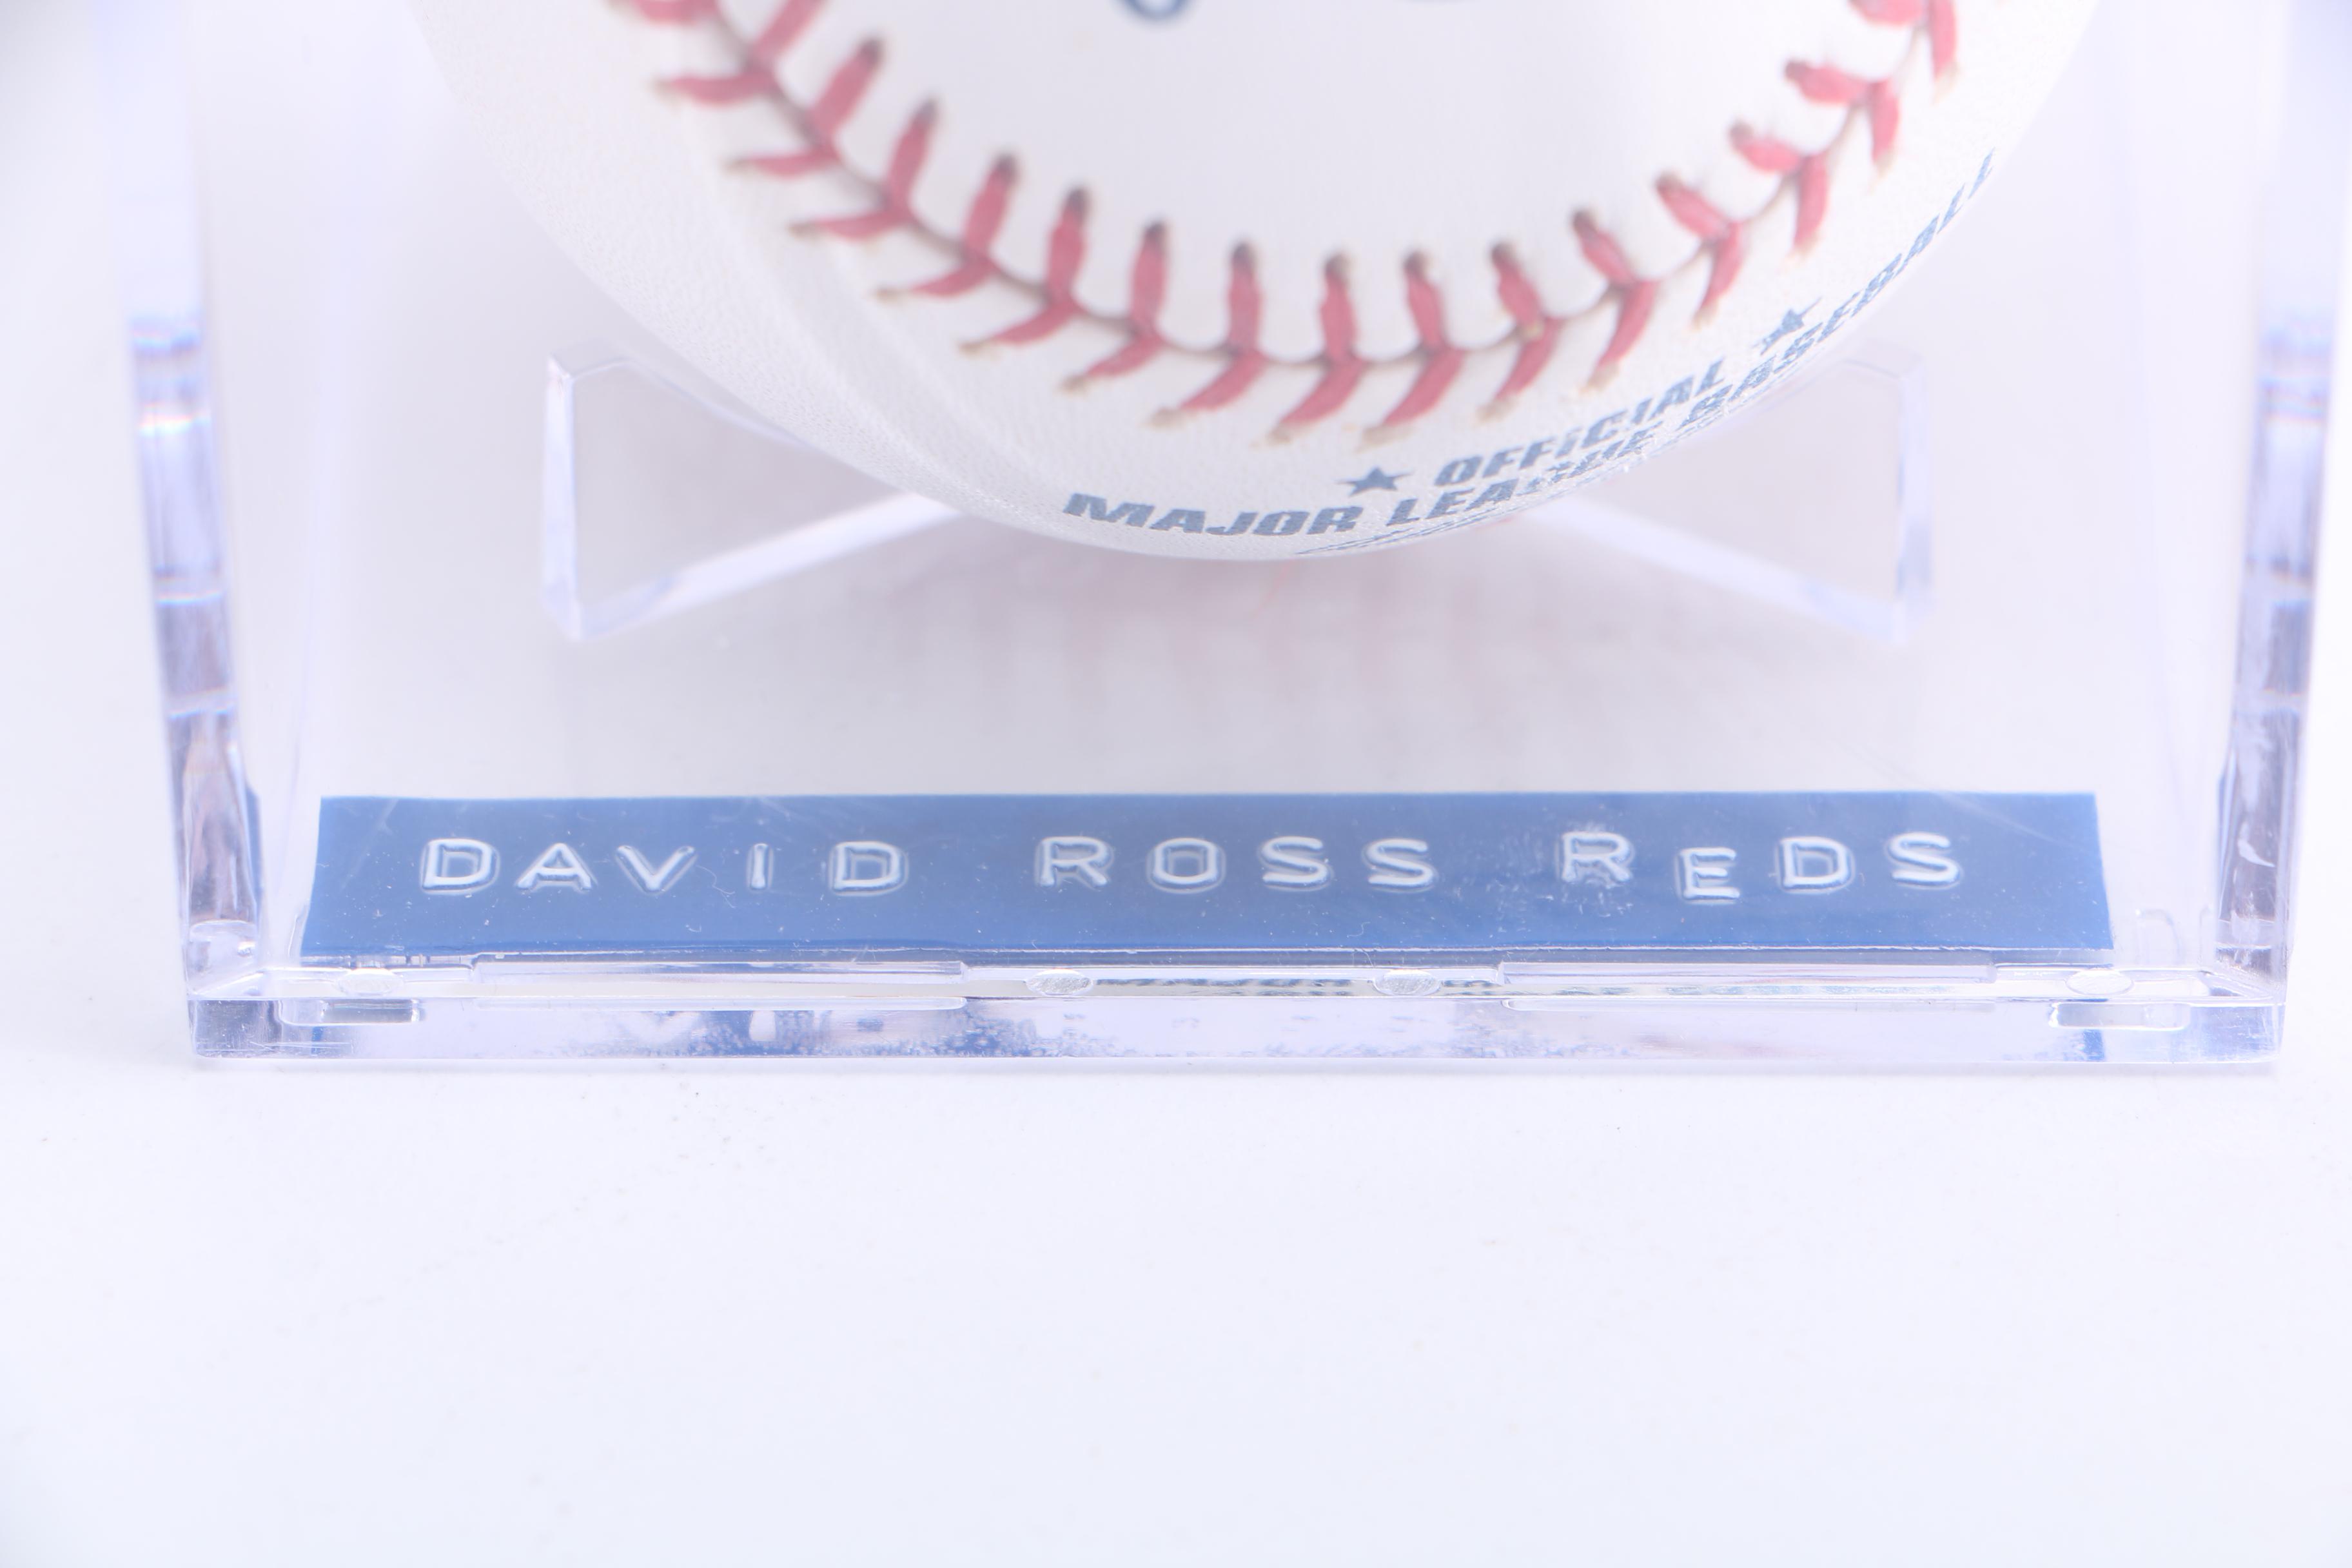 ★ OFFICIAL ★
MAJOR LEAGUE BASEBALL
DAVID ROSS REDS